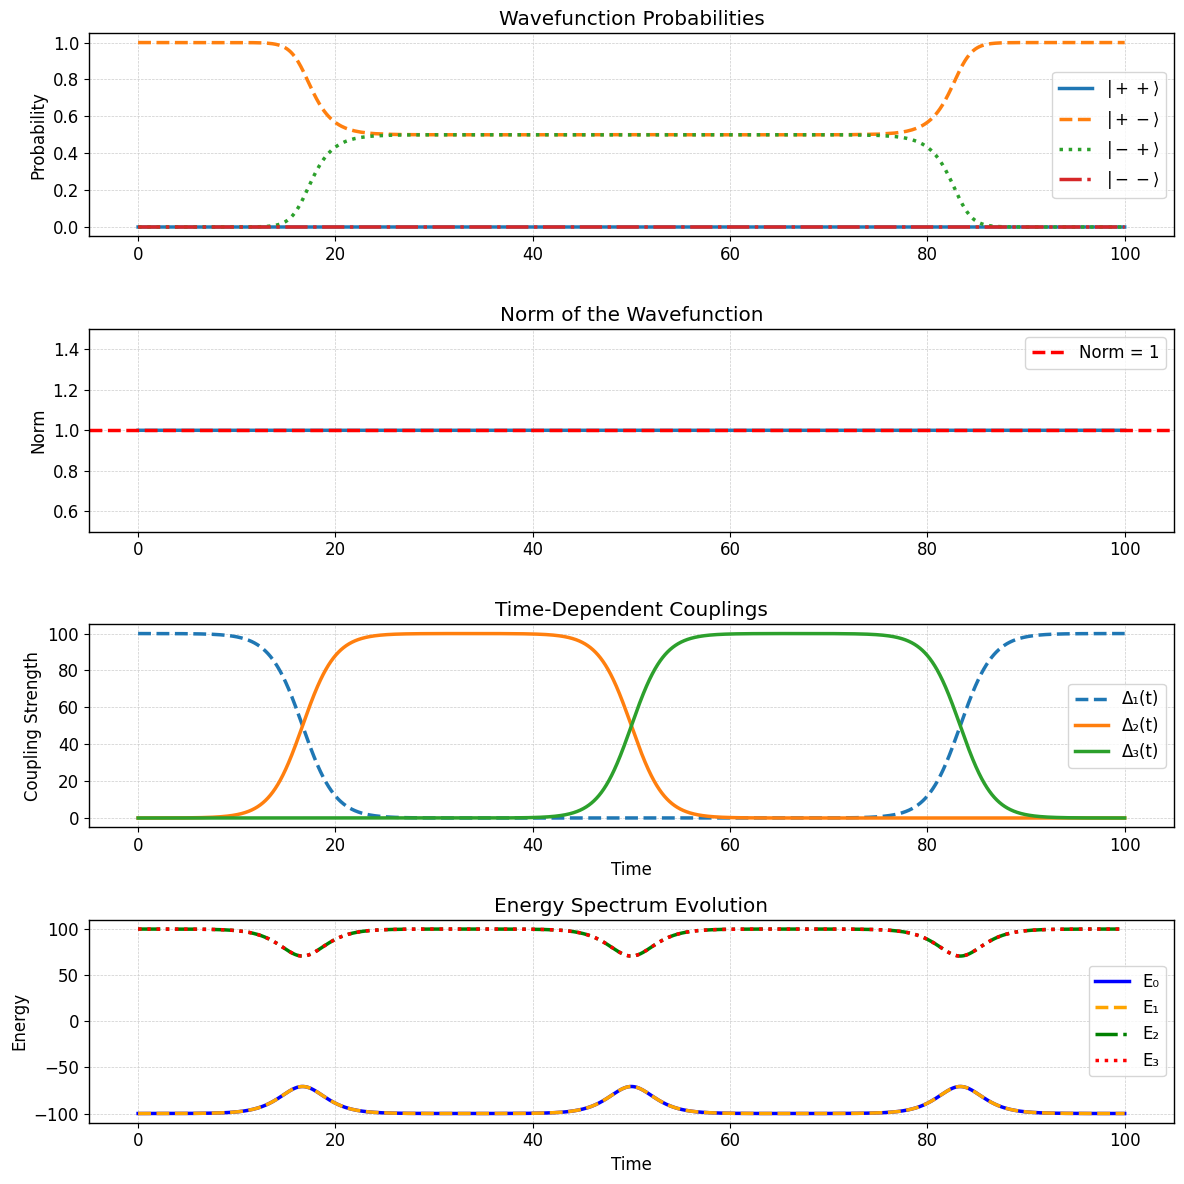 Wavefunction Probabilities
Probability
1.0
0.8
0.6
0.4
0.2
0.0
|+ +⟩
|+ −⟩
|− +⟩
|− −⟩
0 20 40 60 80 100
Norm of the Wavefunction
Norm
1.4
1.2
1.0
0.8
0.6
Norm = 1
0 20 40 60 80 100
Time-Dependent Couplings
Coupling Strength
100
80
60
40
20
0
Δ₁(t)
Δ₂(t)
Δ₃(t)
0 20 40 60 80 100
Time
Energy Spectrum Evolution
Energy
100
50
0
−50
−100
E₀
E₁
E₂
E₃
0 20 40 60 80 100
Time